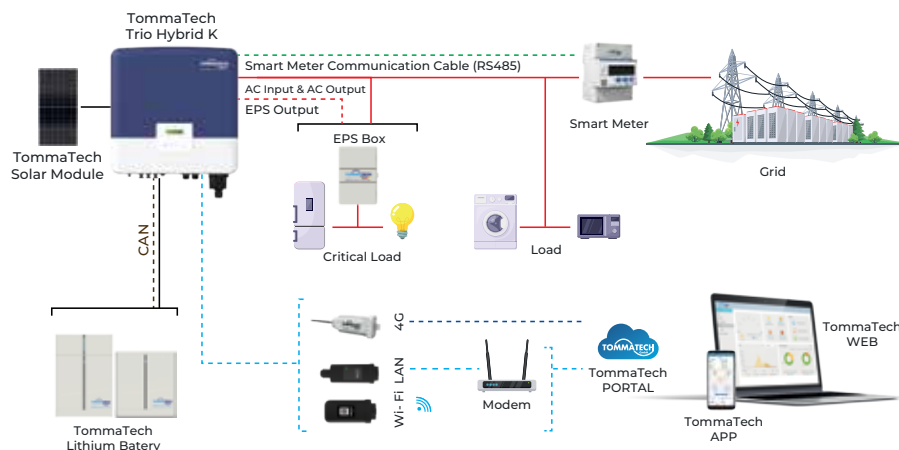 TommaTech
Trio Hybrid K
Smart Meter Communication Cable (RS485)
AC Input & AC Output
EPS Output
EPS Box
Smart Meter
Grid
TommaTech
Solar Module
Critical Load
Load
CAN
4G
LAN
Wi- Fi
Modem
TOMMATECH
TommaTech
PORTAL
TommaTech
WEB
TommaTech
APP
TommaTech
Lithium Batery